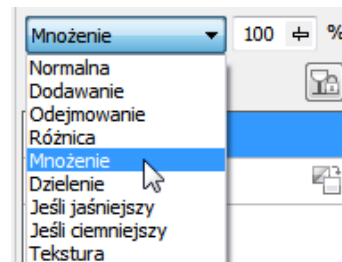 Mnożenie 100 %
Normalna
Dodawanie
Odejmowanie
Różnica
Mnożenie
Dzielenie
Jeśli jaśniejszy
Jeśli ciemniejszy
Tekstura